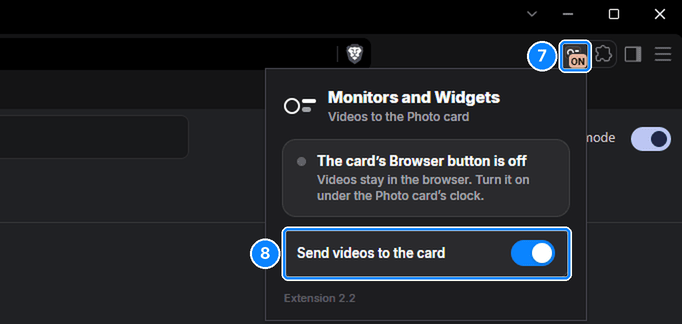 7
ON
Monitors and Widgets
Videos to the Photo card
mode
The card's Browser button is off
Videos stay in the browser. Turn it on
under the Photo card's clock.
8
Send videos to the card
Extension 2.2